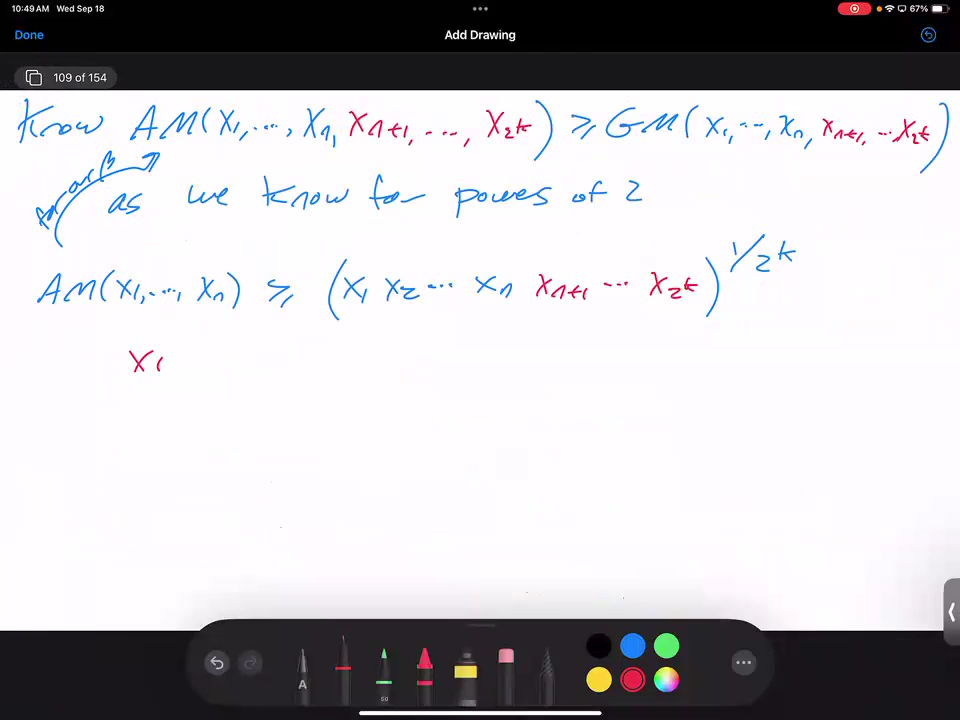 10:49 AM Wed Sep 18
67%
Done
Add Drawing
109 of 154
Know AM(x₁, ..., xₙ, xₙ₊₁, ..., x₂ᵏ) ≥ GM(x₁, ..., xₙ, xₙ₊₁, ... x₂ᵏ)
as we know for powers of 2
AM(x₁, ..., xₙ) ≥ (x₁ x₂ ... xₙ xₙ₊₁ ... x₂ᵏ)^1/2ᵏ
x(
A
50